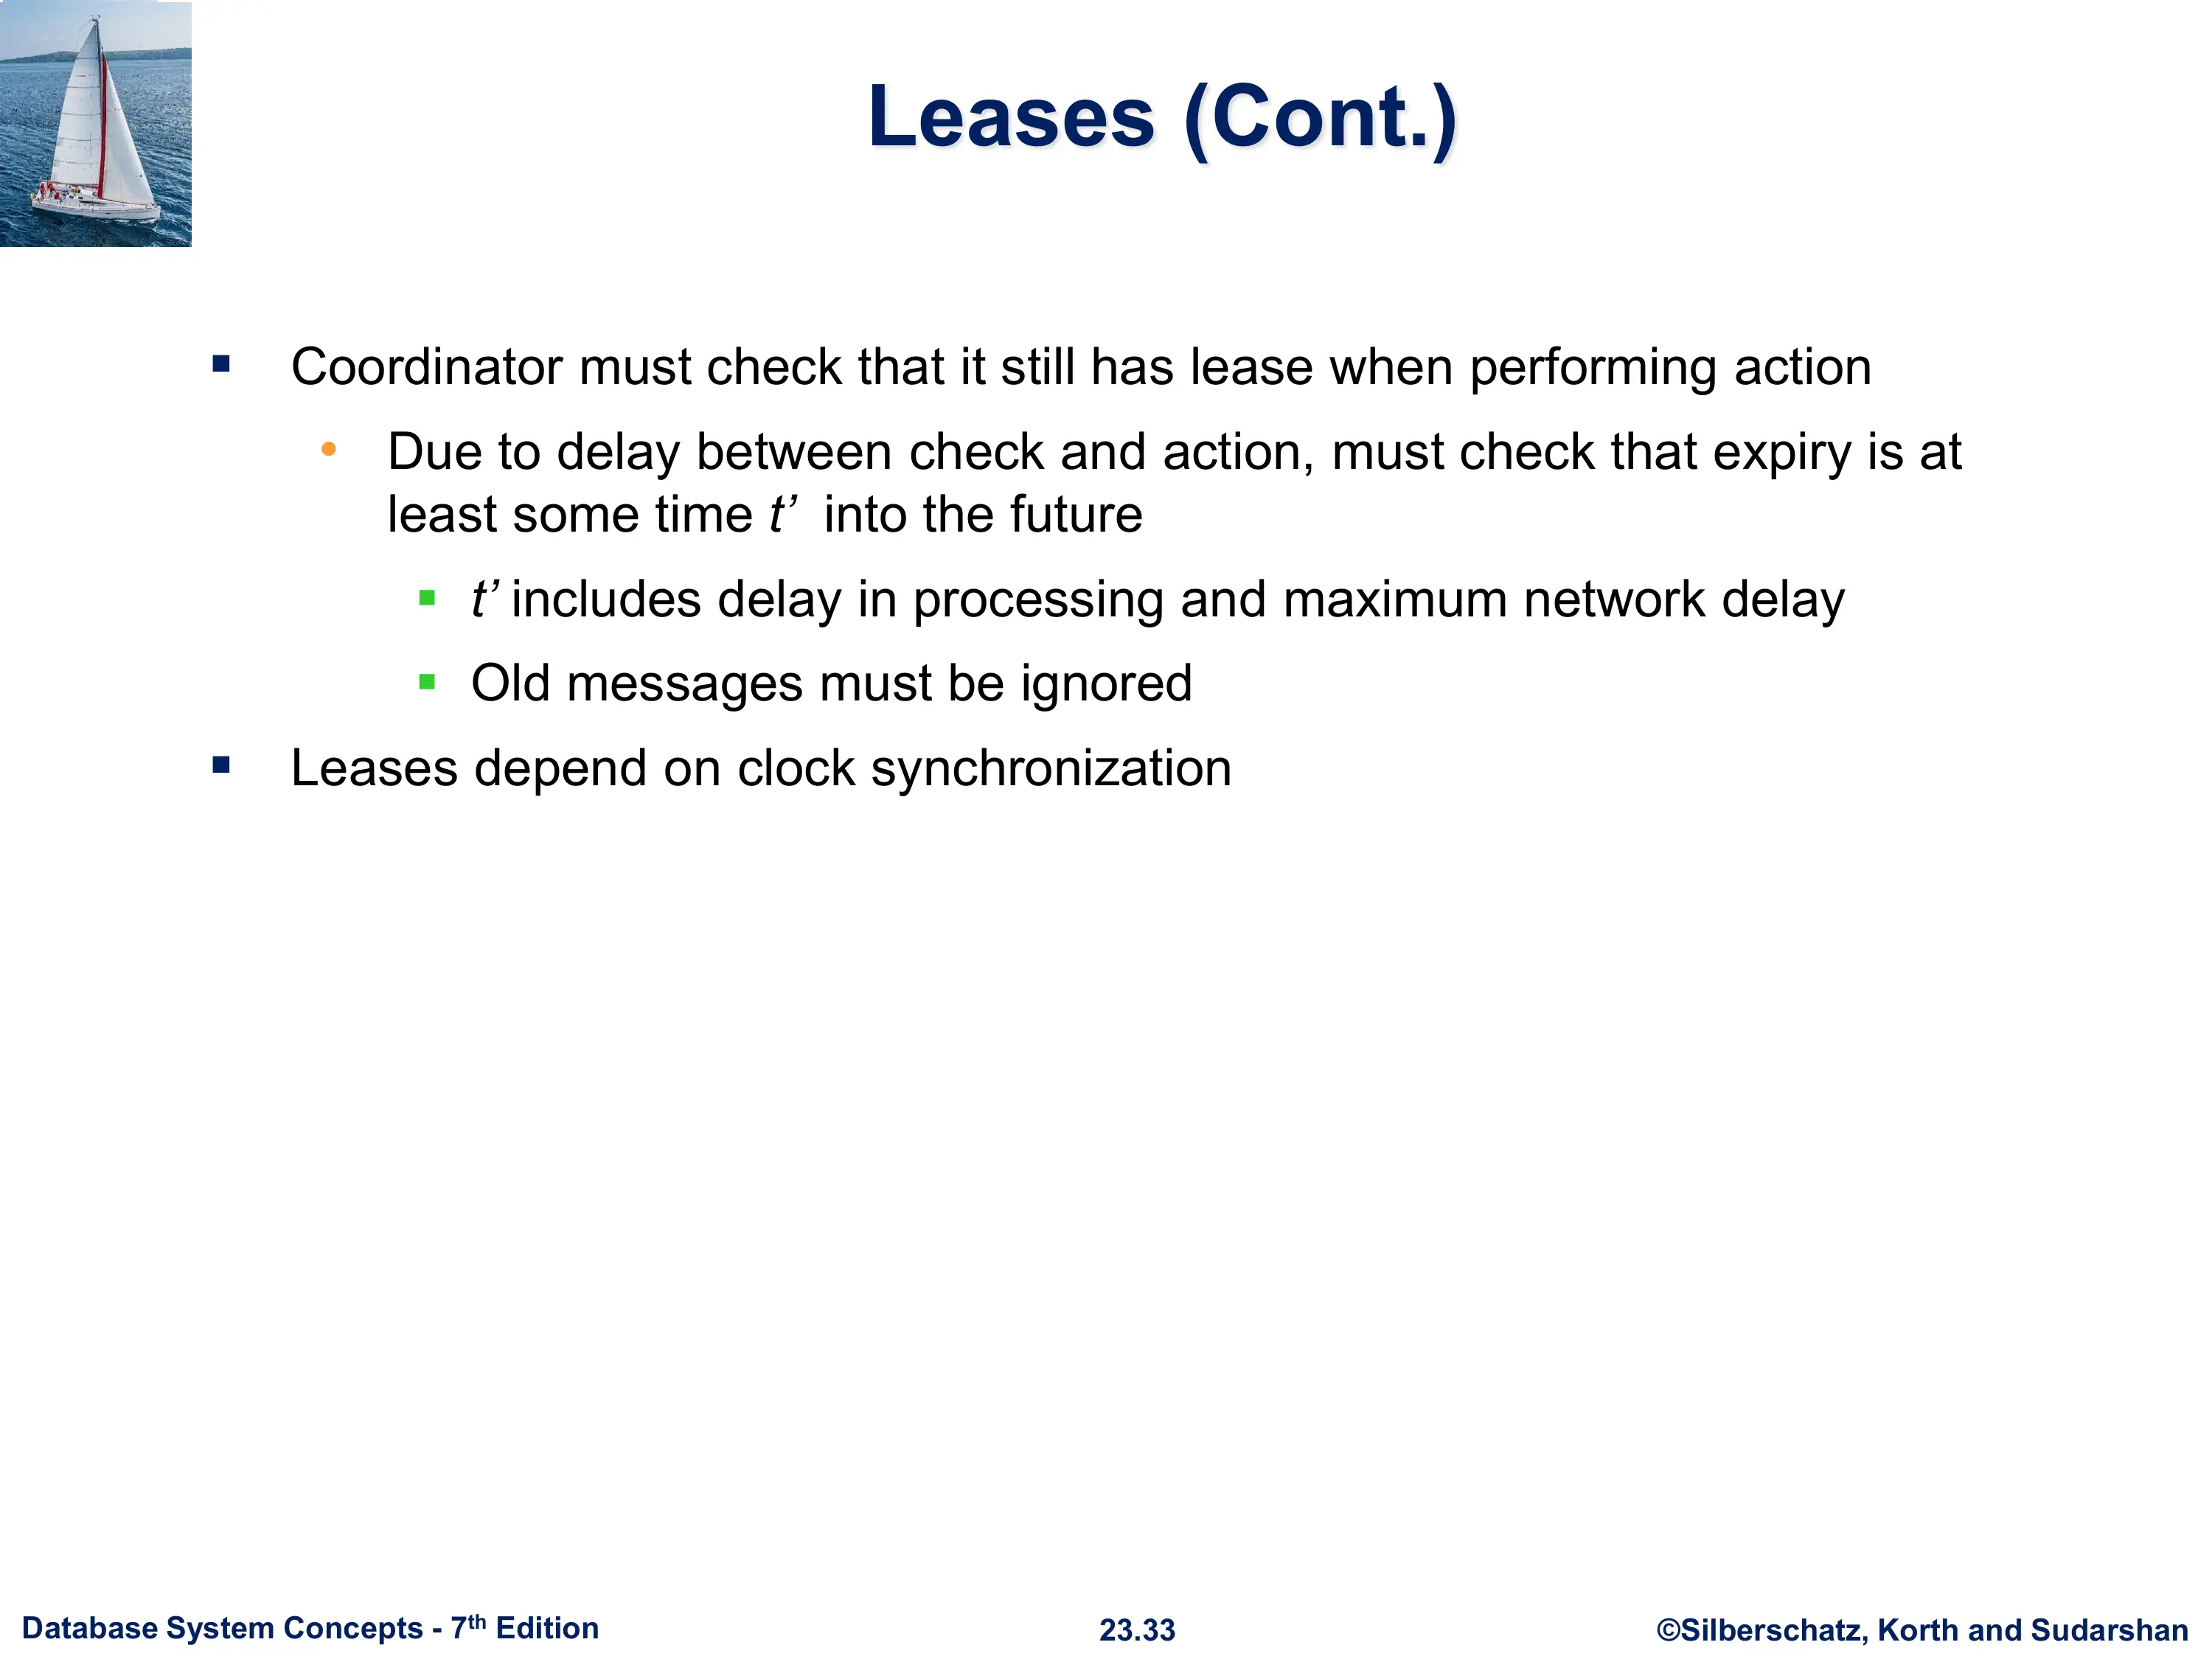 Leases (Cont.)
▪ Coordinator must check that it still has lease when performing action
• Due to delay between check and action, must check that expiry is at
least some time t’ into the future
▪ t’ includes delay in processing and maximum network delay
▪ Old messages must be ignored
▪ Leases depend on clock synchronization
Database System Concepts - 7th Edition
23.33
©Silberschatz, Korth and Sudarshan